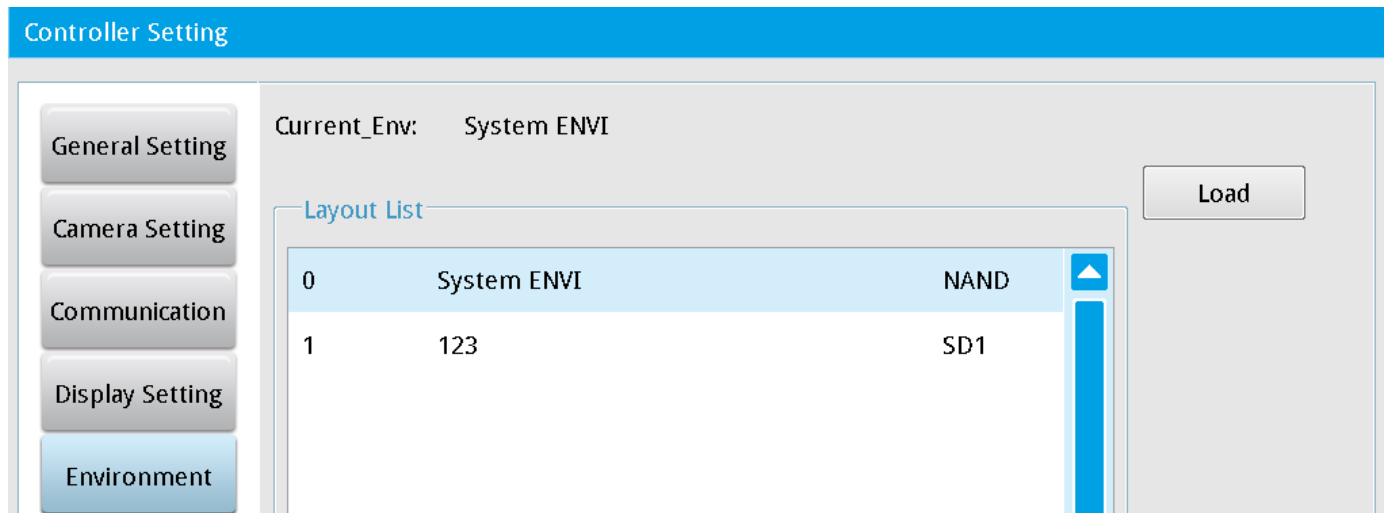 Controller Setting
General Setting
Camera Setting
Communication
Display Setting
Environment
Current_Env: System ENVI
Load
Layout List
0 System ENVI NAND
1 123 SD1